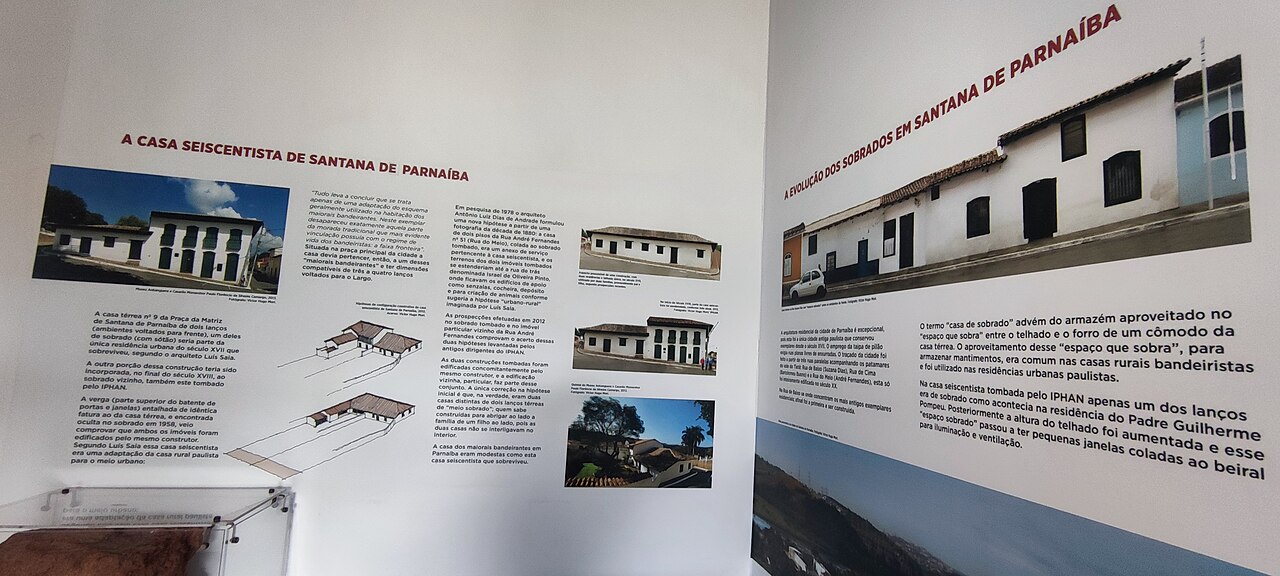 A CASA SEISCENTISTA DE SANTANA DE PARNAÍBA
A casa térrea nº 9 da Praça da Matriz
de Santana de Parnaíba de dois lanços
(ambientes voltados para frente), um deles
de sobrado (com sótão) seria parte da
única residência urbana do século XVII que
sobreviveu, segundo o arquiteto Luís Saia.
A outra porção dessa construção teria sido
incorporada, no final do século XVIII, ao
sobrado vizinho, também este tombado
pelo IPHAN.
A verga (parte superior do batente de
portas e janelas) entalhada de idêntica
fatura ao da casa térrea, e encontrada
oculta no sobrado em 1958, veio
comprovar que ambos os imóveis foram
edificados pelo mesmo construtor.
Segundo Luís Saia essa casa seiscentista
era uma adaptação da casa rural paulista
para o meio urbano:
"Tudo leva a concluir que se trata
apenas de uma adaptação do esquema
geralmente utilizado na habitação dos
maiorais bandeirantes. Neste exemplar
desapareceu exatamente aquela parte
da morada tradicional que mais evidente
vinculação possuía com o regime de
vida dos bandeiristas: a faixa fronteira".
Situada na praça principal da cidade a
casa devia pertencer, então, a um desses
"maiorais bandeirantes" e ter dimensões
compatíveis de três a quatro lanços
voltados para o Largo.
Em pesquisa de 1978 o arquiteto
Antônio Luiz Dias de Andrade formulou
uma nova hipótese a partir de uma
fotografia da década de 1880: a casa
de dois pisos da Rua André Fernandes
nº 51 (Rua do Meio), colada ao sobrado
tombado, era um anexo de serviço
pertencente à casa seiscentista, e os
terrenos dos dois imóveis tombados
se estenderiam até a rua de trás
denominada Israel de Oliveira Pinto,
onde ficavam os edifícios de apoio
como senzalas, cocheira, depósito
e para criação de animais conforme
sugeria a hipótese "urbano-rural"
imaginada por Luís Saia.
As prospecções efetuadas em 2012
no sobrado tombado e no imóvel
particular vizinho da Rua André
Fernandes comprovam o acerto dessas
duas hipóteses levantadas pelos
antigos dirigentes do IPHAN.
As duas construções tombadas foram
edificadas concomitantemente pelo
mesmo construtor, e a edificação
vizinha, particular, faz parte desse
conjunto. A única correção na hipótese
inicial é que, na verdade, eram duas
casas distintas de dois lanços térreas
de "meio sobrado"; quem sabe
construídas para abrigar lado a lado a
família de um filho ao lado, pois as
duas casas não se interligavam no
interior.
A casa dos maiorais bandeirantes em
Parnaíba eram modestas como esta
casa seiscentista que sobreviveu.
A EVOLUÇÃO DOS SOBRADOS EM SANTANA DE PARNAÍBA
O termo "casa de sobrado" advém do armazém aproveitado no
"espaço que sobra" entre o telhado e o forro de um cômodo da
casa térrea. O aproveitamento desse "espaço que sobra", para
armazenar mantimentos, era comum nas casas rurais bandeiristas
e foi utilizado nas residências urbanas paulistas.
Na casa seiscentista tombada pelo IPHAN apenas um dos lanços
era de sobrado como acontecia na residência do Padre Guilherme
Pompeu. Posteriormente a altura do telhado foi aumentada e esse
"espaço sobrado" passou a ter pequenas janelas coladas ao beiral
para iluminação e ventilação.